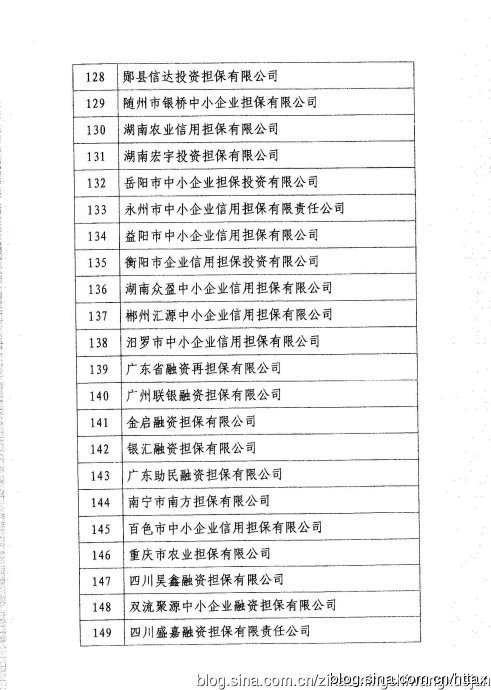 128 郧县信达投资担保有限公司
129 随州市银桥中小企业担保有限公司
130 湖南农业信用担保有限公司
131 湖南宏宇投资担保有限公司
132 岳阳市中小企业担保投资有限公司
133 永州市中小企业信用担保有限责任公司
134 益阳市中小企业信用担保有限公司
135 衡阳市企业信用担保投资有限公司
136 湖南众盈中小企业信用担保有限公司
137 郴州汇源中小企业信用担保有限公司
138 汨罗市中小企业信用担保有限公司
139 广东省融资再担保有限公司
140 广州联银融资担保有限公司
141 金启融资担保有限公司
142 银汇融资担保有限公司
143 广东助民融资担保有限公司
144 南宁市南方担保有限公司
145 百色市中小企业信用担保有限公司
146 重庆市农业担保有限公司
147 四川昊鑫融资担保有限公司
148 双流聚源中小企业融资担保有限公司
149 四川盛嘉融资担保有限责任公司
blog.sina.com.cn/
blog.sina.com.cn/